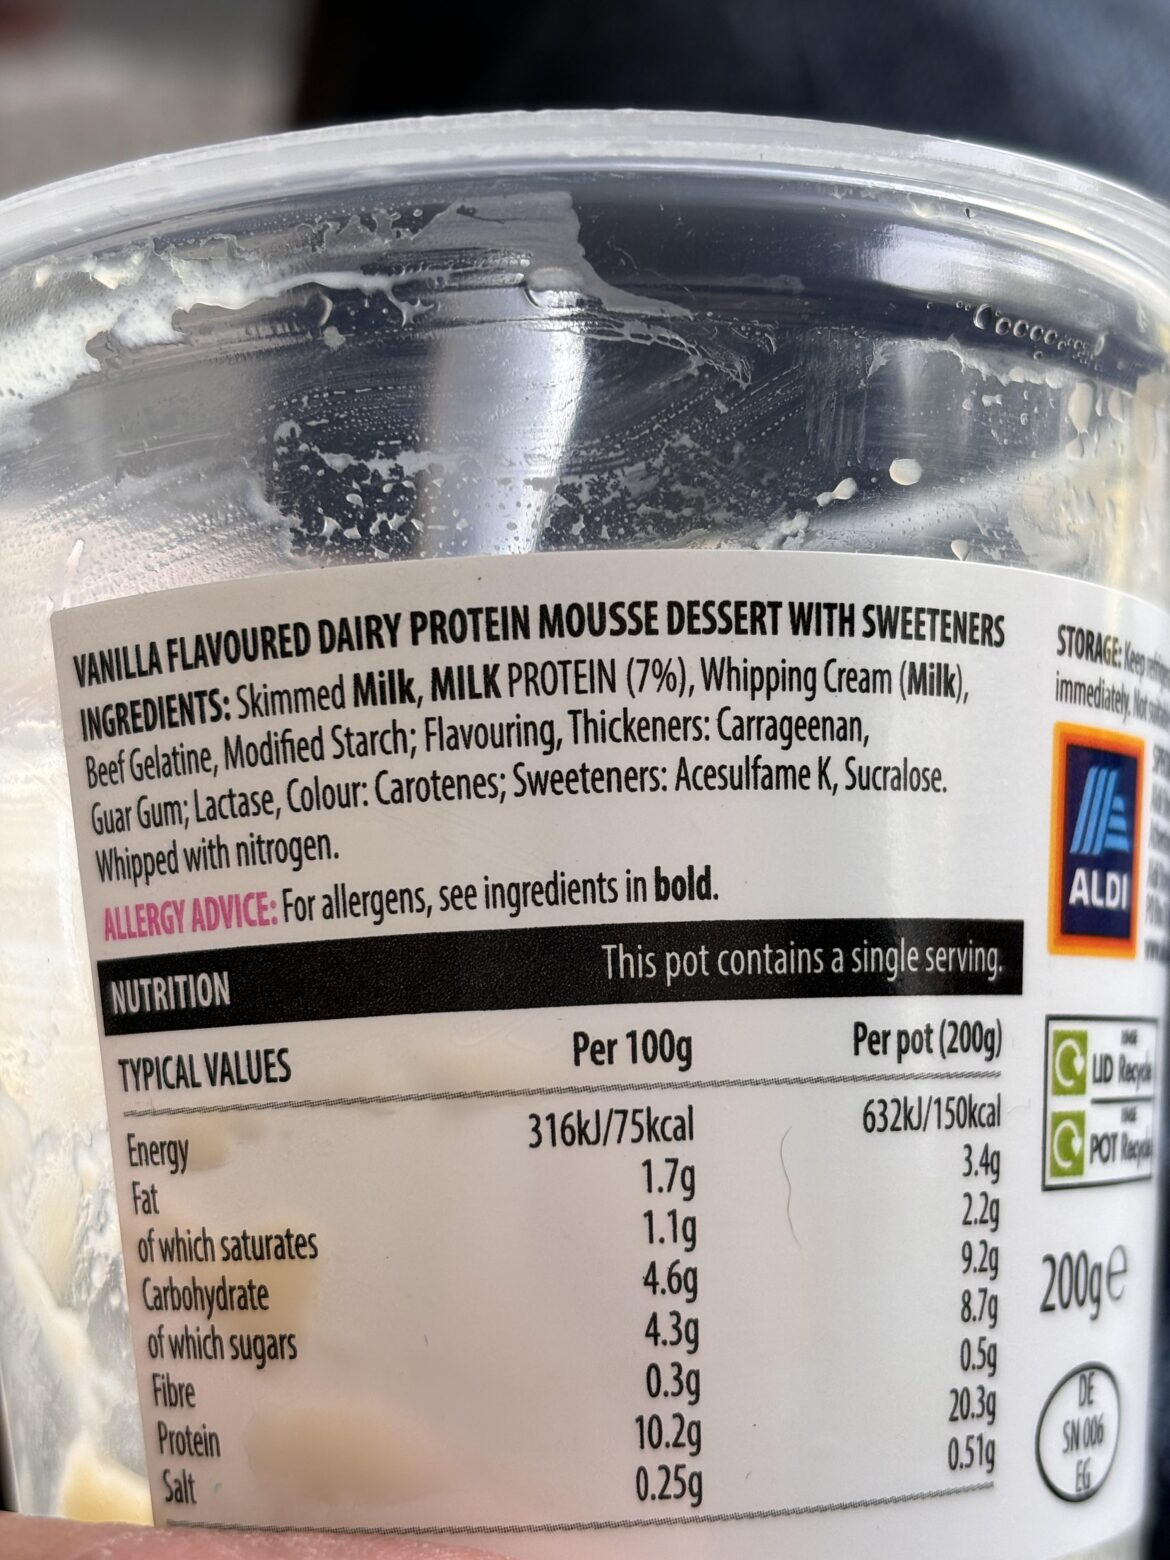 VANILLA FLAVOURED DAIRY PROTEIN MOUSSE DESSERT WITH SWEETENERS
INGREDIENTS: Skimmed Milk, MILK PROTEIN (7%), Whipping Cream (Milk),
Beef Gelatine, Modified Starch; Flavouring, Thickeners: Carrageenan,
Guar Gum; Lactase, Colour: Carotenes; Sweeteners: Acesulfame K, Sucralose.
Whipped with nitrogen.
ALLERGY ADVICE: For allergens, see ingredients in bold.
NUTRITION This pot contains a single serving.
TYPICAL VALUES Per 100g Per pot (200g)
Energy 316kJ/75kcal 632kJ/150kcal
Fat 1.7g 3.4g
of which saturates 1.1g 2.2g
Carbohydrate 4.6g 9.2g
of which sugars 4.3g 8.7g
Fibre 0.3g 0.5g
Protein 10.2g 20.3g
Salt 0.25g 0.51g
STORAGE: Keep
immediately. Not
ALDI
LID Recycle
POT Recycle
200g e
DE
SN 006
EG